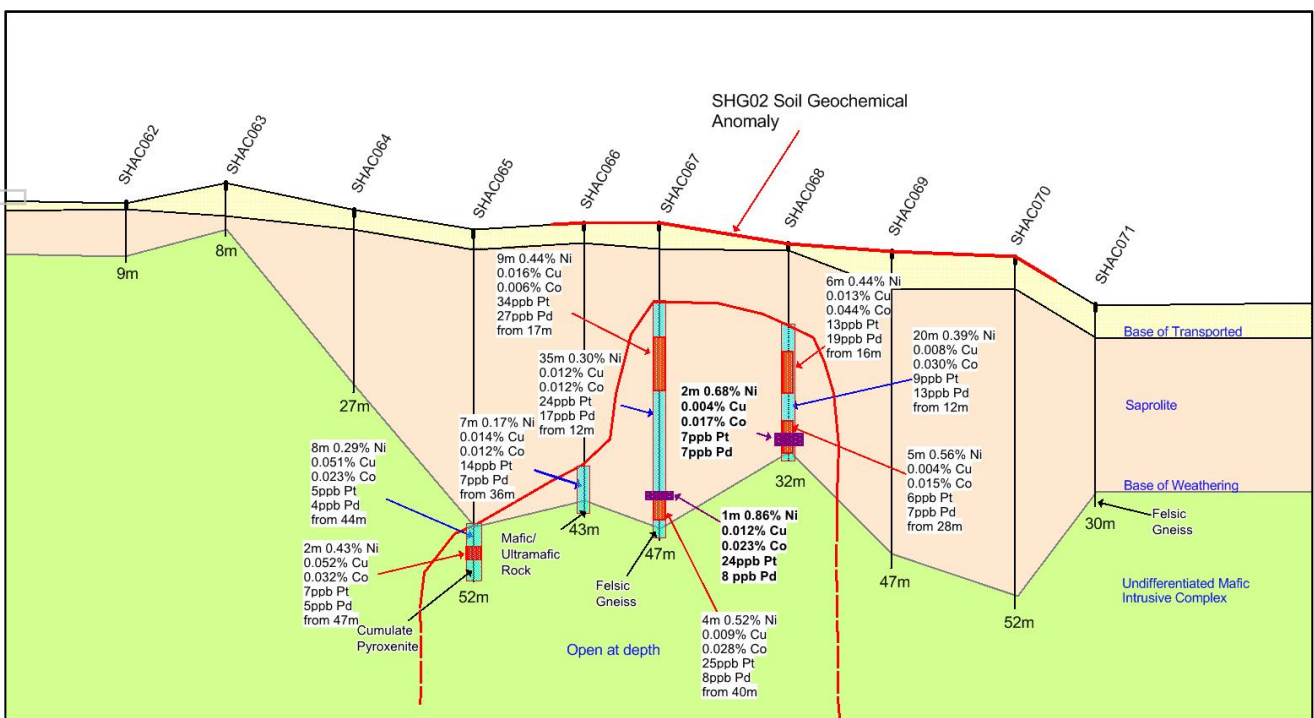 SHG02 Soil Geochemical
Anomaly
SHAC062
SHAC063
SHAC064
SHAC065
SHAC066
SHAC067
SHAC068
SHAC069
SHAC070
SHAC071
9m
8m
27m
9m 0.44% Ni
0.016% Cu
0.006% Co
34ppb Pt
27ppb Pd
from 17m
6m 0.44% Ni
0.013% Cu
0.044% Co
13ppb Pt
19ppb Pd
from 16m
20m 0.39% Ni
0.008% Cu
0.030% Co
9ppb Pt
13ppb Pd
from 12m
Base of Transported
35m 0.30% Ni
0.012% Cu
0.012% Co
24ppb Pt
17ppb Pd
from 12m
2m 0.68% Ni
0.004% Cu
0.017% Co
7ppb Pt
7ppb Pd
Saprolite
7m 0.17% Ni
0.014% Cu
0.012% Co
14ppb Pt
7ppb Pd
from 36m
8m 0.29% Ni
0.051% Cu
0.023% Co
5ppb Pt
4ppb Pd
from 44m
5m 0.56% Ni
0.004% Cu
0.015% Co
6ppb Pt
7ppb Pd
from 28m
Base of Weathering
32m
30m
Felsic
Gneiss
1m 0.86% Ni
0.012% Cu
0.023% Co
24ppb Pt
8 ppb Pd
43m
Mafic/
Ultramafic
Rock
47m
2m 0.43% Ni
0.052% Cu
0.032% Co
7ppb Pt
5ppb Pd
from 47m
52m
Cumulate
Pyroxenite
Felsic
Gneiss
47m
52m
Undifferentiated Mafic
Intrusive Complex
4m 0.52% Ni
0.009% Cu
0.028% Co
25ppb Pt
8ppb Pd
from 40m
Open at depth